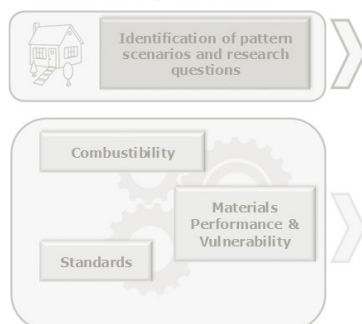 Identification of pattern
scenarios and research
questions
Combustibility
Materials
Performance &
Vulnerability
Standards